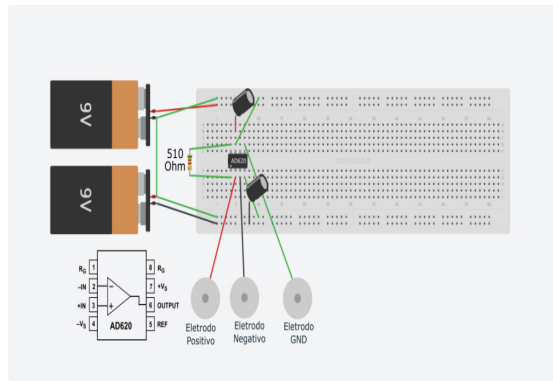 9V
510
Ohm
AD620
9V
RG 1
8 RG
–IN 2
7 +VS
+IN 3
6 OUTPUT
–VS 4
5 REF
AD620
Eletrodo
Positivo
Eletrodo
Negativo
Eletrodo
GND